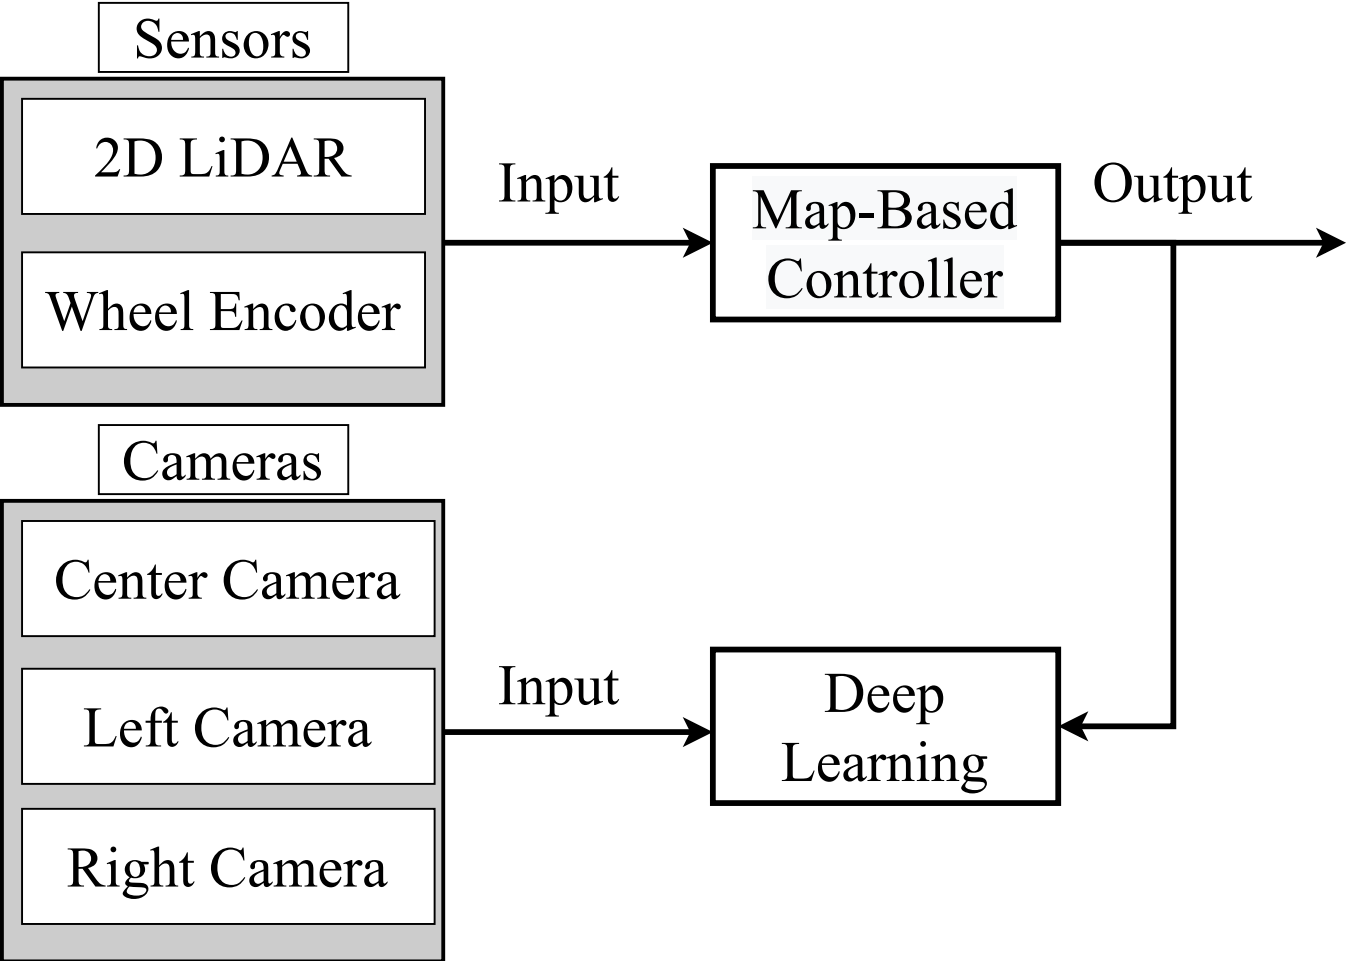 Sensors
2D LiDAR
Wheel Encoder
Input
Map-Based
Controller
Output
Cameras
Center Camera
Left Camera
Right Camera
Input
Deep
Learning